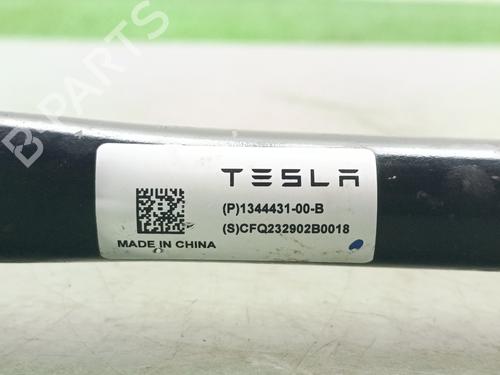 B PARTS
TESLA
(P)1344431-00-B
(S)CFQ232902B0018
MADE IN CHINA